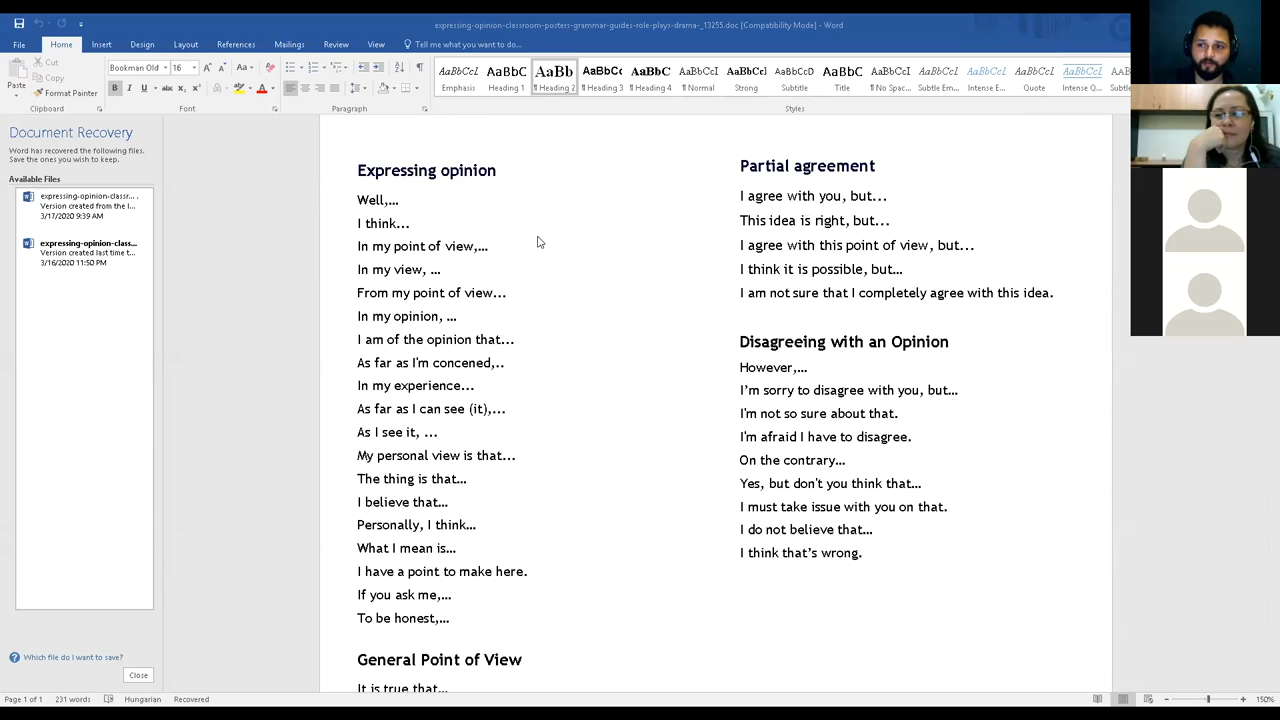 expressing-opinion-classroom-posters-grammar-guides-role-plays-drama-_13255.doc [Compatibility Mode] - Word
File Home Insert Design Layout References Mailings Review View Tell me what you want to do...
Cut
Copy
Paste
Format Painter
Clipboard
Bookman Old 16
Font
Paragraph
AaBbCcI Emphasis
AaBbC Heading 1
AaBb ¶ Heading 2
AaBbCc ¶ Heading 3
AaBbC ¶ Heading 4
AaBbCcI ¶ Normal
AaBbCcl Strong
AaBbCcD Subtitle
AaBbC Title
AaBbCcI ¶ No Spac...
AaBbCcI Subtle Em...
AaBbCcI Intense E...
AaBbCcI Quote
AaBbCcI Intense Q...
Styles
Document Recovery
Word has recovered the following files.
Save the ones you wish to keep.
Available Files
expressing-opinion-classr...
Version created from the l...
3/17/2020 9:39 AM
expressing-opinion-class...
Version created last time t...
3/16/2020 11:50 PM
Which file do I want to save?
Close
Expressing opinion
Well,...
I think...
In my point of view,...
In my view, ...
From my point of view...
In my opinion, ...
I am of the opinion that...
As far as I'm concened,..
In my experience...
As far as I can see (it),...
As I see it, ...
My personal view is that...
The thing is that...
I believe that...
Personally, I think...
What I mean is...
I have a point to make here.
If you ask me,...
To be honest,...
General Point of View
It is true that...
Partial agreement
I agree with you, but...
This idea is right, but...
I agree with this point of view, but...
I think it is possible, but...
I am not sure that I completely agree with this idea.
Disagreeing with an Opinion
However,...
I’m sorry to disagree with you, but...
I'm not so sure about that.
I'm afraid I have to disagree.
On the contrary...
Yes, but don't you think that...
I must take issue with you on that.
I do not believe that...
I think that’s wrong.
Page 1 of 1 231 words Hungarian Recovered
150%